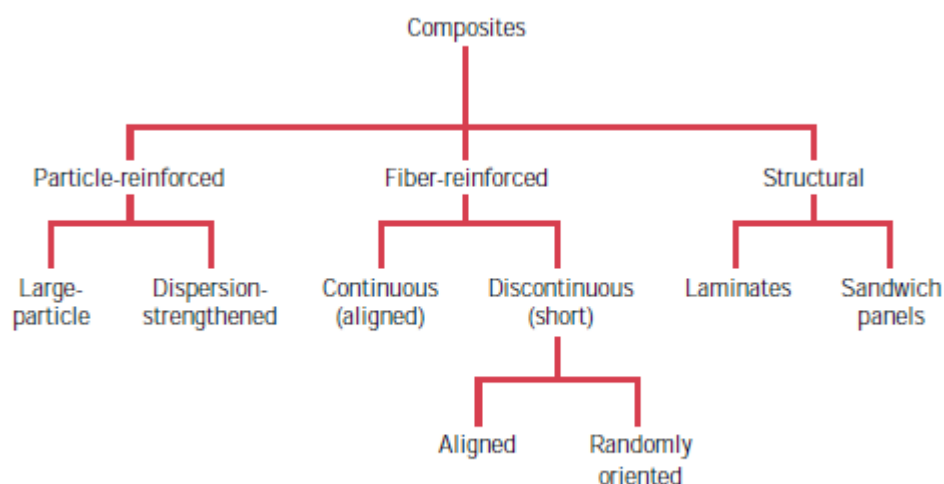 Composites
Particle-reinforced
Fiber-reinforced
Structural
Large-
particle
Dispersion-
strengthened
Continuous
(aligned)
Discontinuous
(short)
Laminates
Sandwich
panels
Aligned
Randomly
oriented